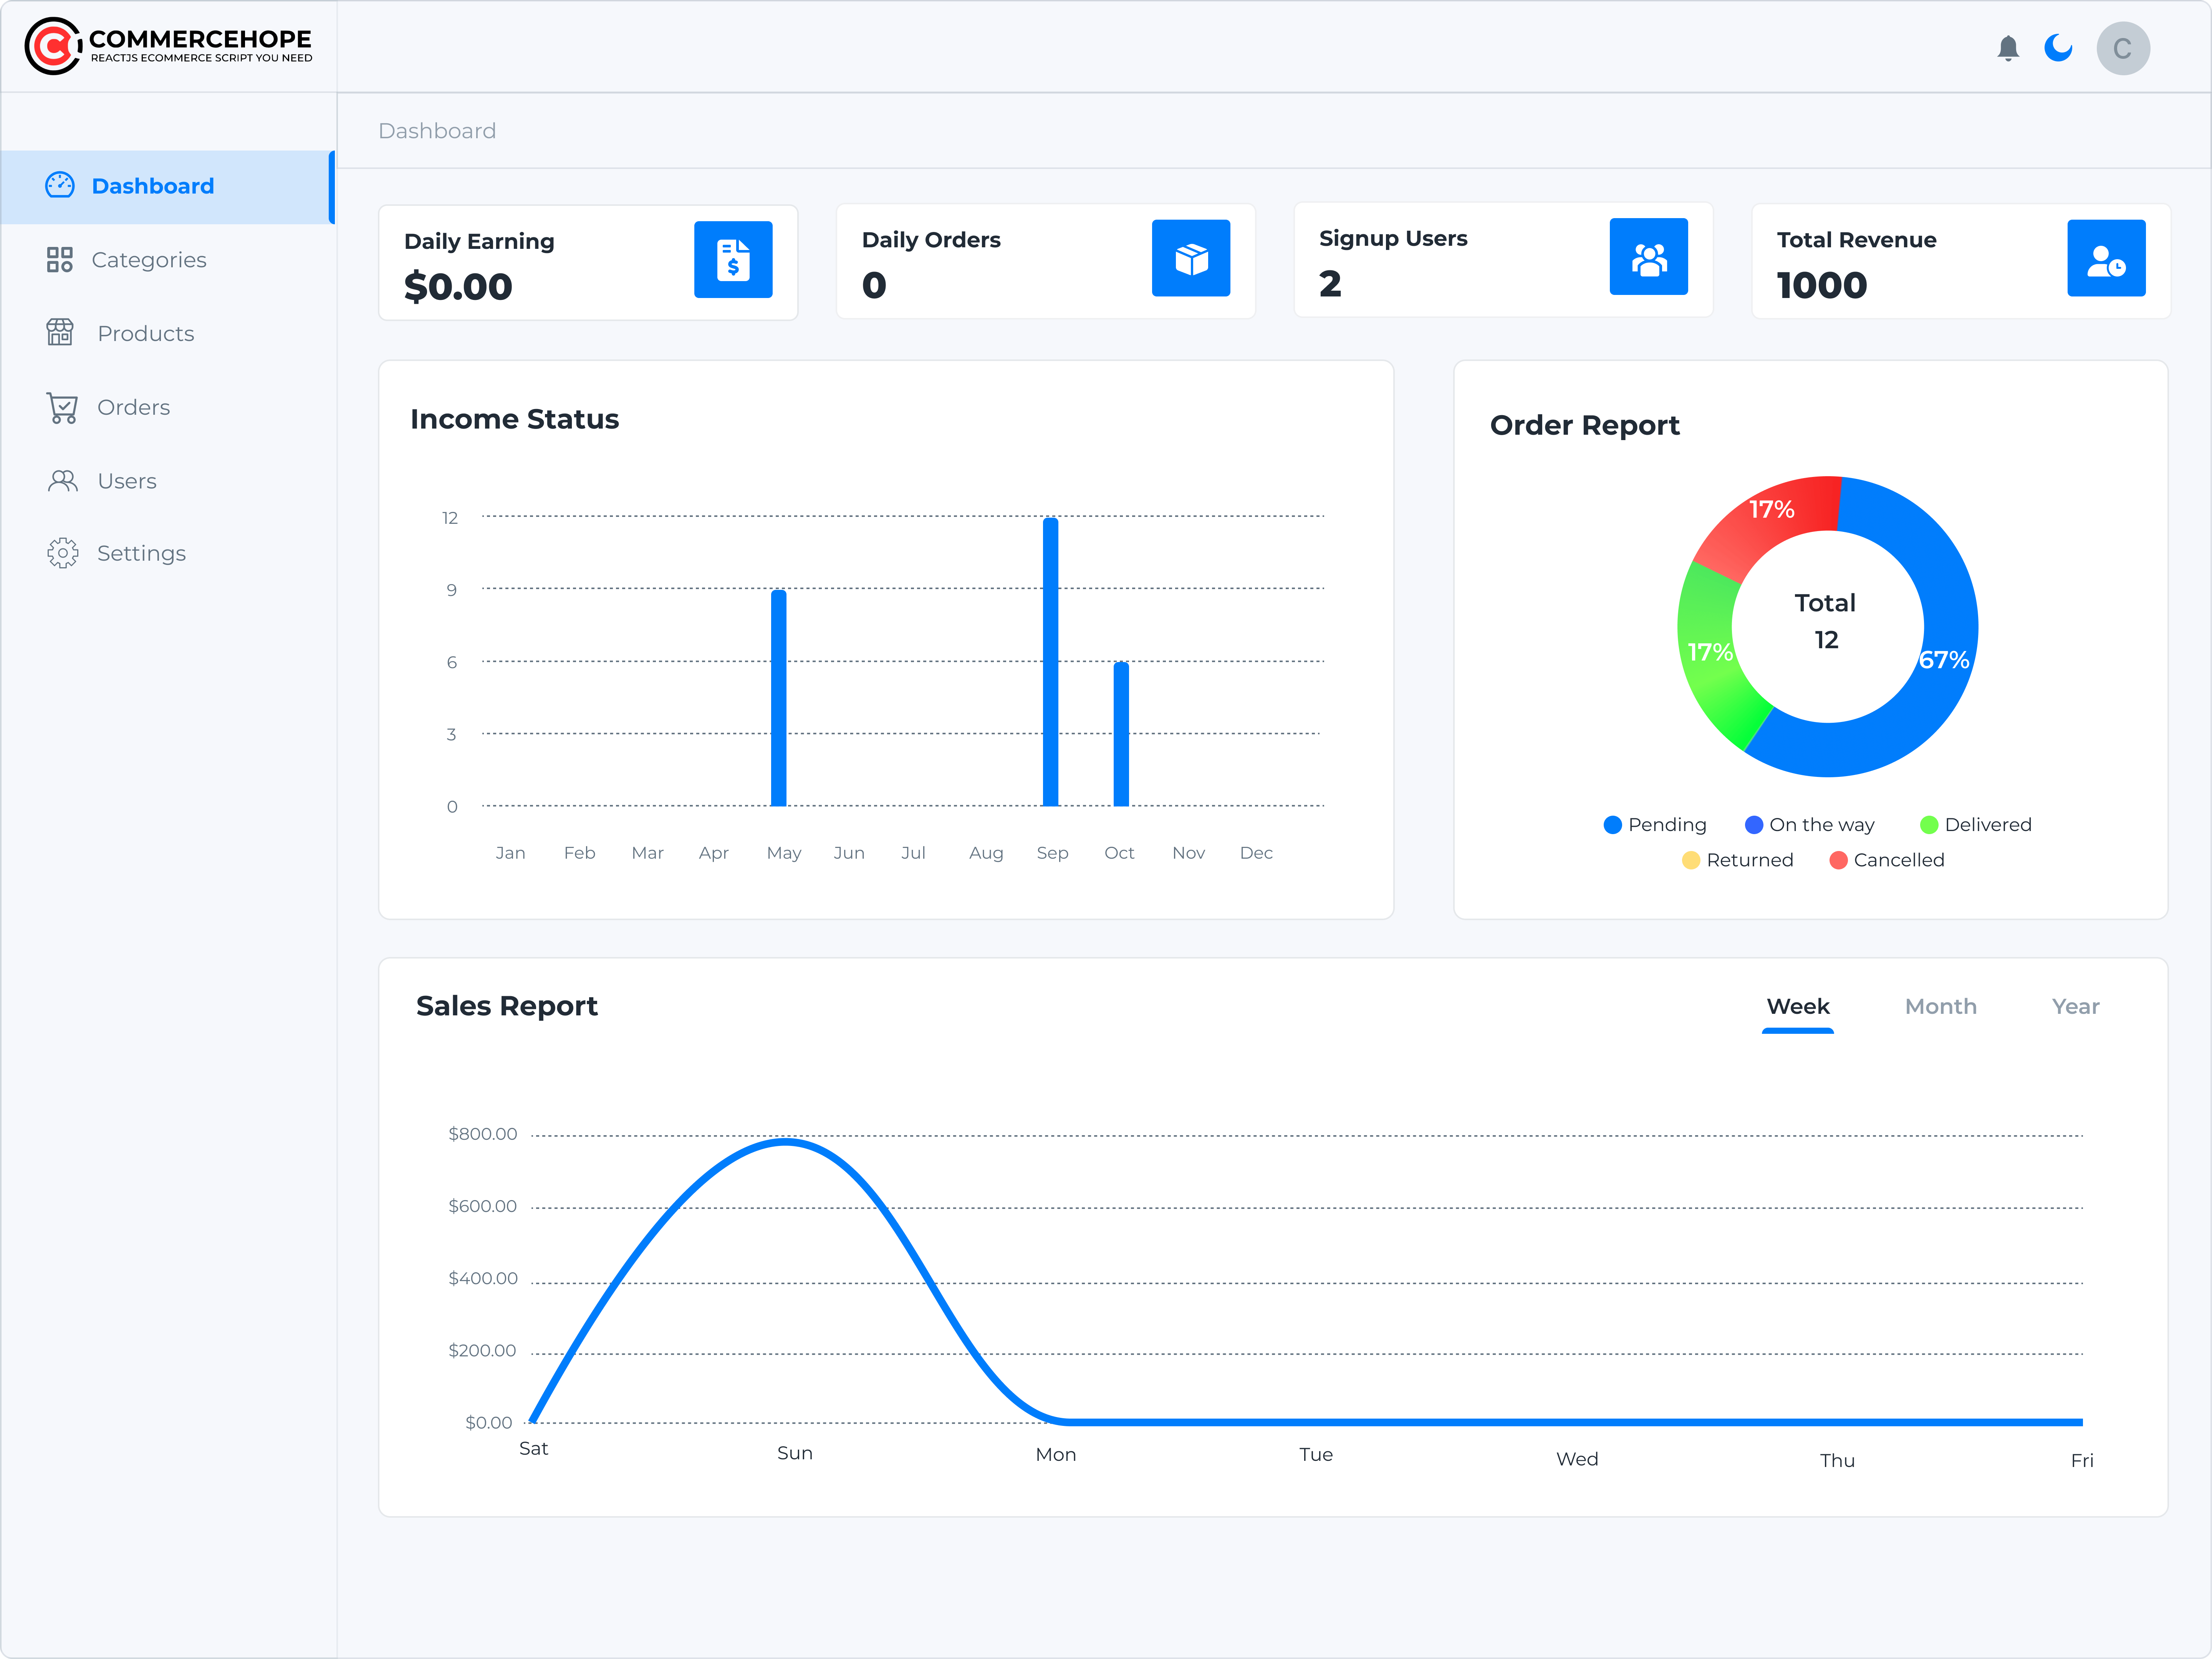 COMMERCEHOPE
REACTJS ECOMMERCE SCRIPT YOU NEED
C
Dashboard
Dashboard
Categories
Products
Orders
Users
Settings
Daily Earning
$0.00
Daily Orders
0
Signup Users
2
Total Revenue
1000
Income Status
12
9
6
3
0
Jan Feb Mar Apr May Jun Jul Aug Sep Oct Nov Dec
Order Report
17%
17%
67%
Total
12
Pending On the way Delivered
Returned Cancelled
Sales Report
Week Month Year
$800.00
$600.00
$400.00
$200.00
$0.00
Sat Sun Mon Tue Wed Thu Fri